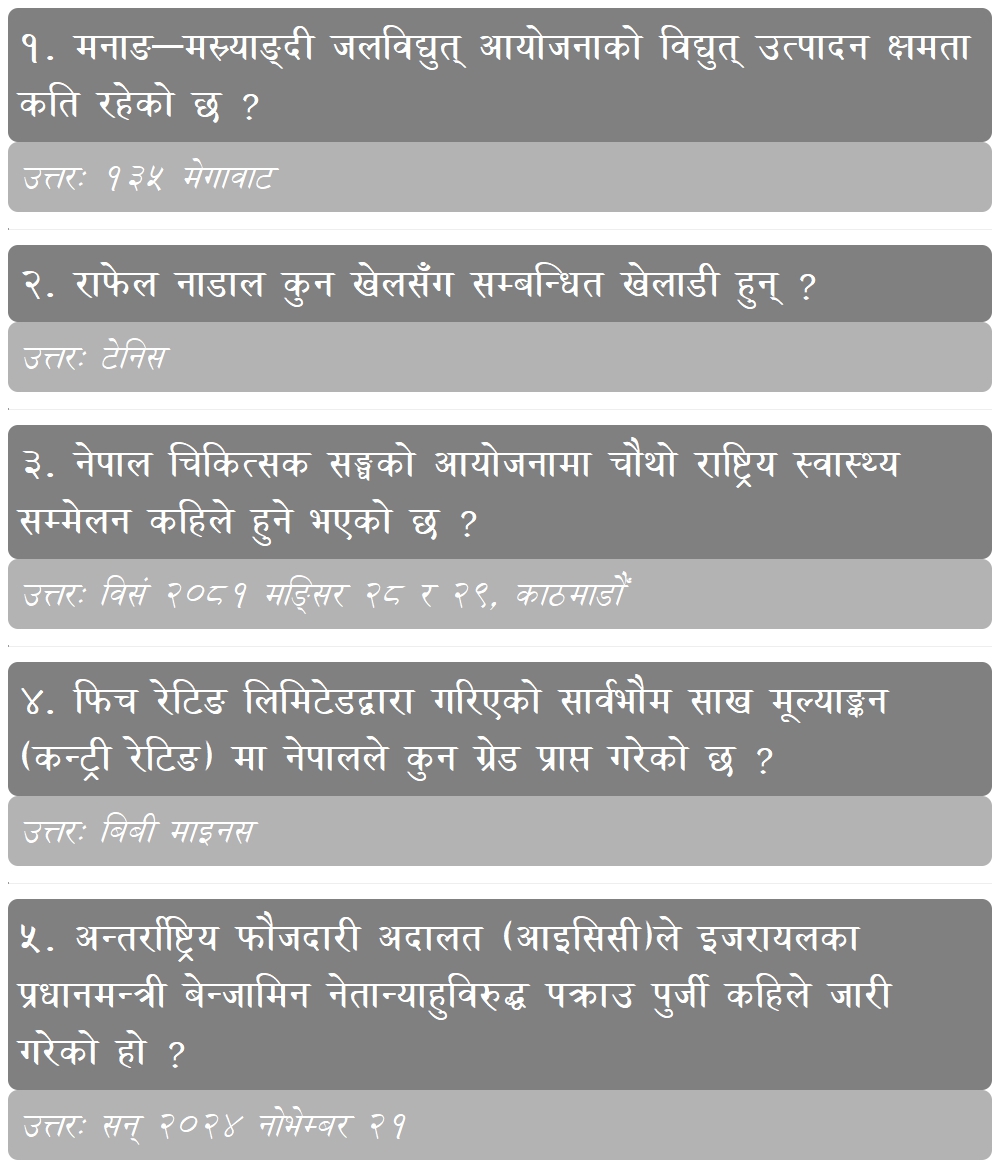 १. मनाङ—मस्र्याङ्दी जलविद्युत् आयोजनाको विद्युत् उत्पादन क्षमता
कति रहेको छ ?
उत्तरः १३५ मेगावाट
२. राफेल नाडाल कुन खेलसँग सम्बन्धित खेलाडी हुन् ?
उत्तरः टेनिस
३. नेपाल चिकित्सक सङ्घको आयोजनामा चौथो राष्ट्रिय स्वास्थ्य
सम्मेलन कहिले हुने भएको छ ?
उत्तरः विसं २०८१ मङ्सिर २८ र २९, काठमाडौँ
४. फिच रेटिङ लिमिटेडद्वारा गरिएको सार्वभौम साख मूल्याङ्कन
(कन्ट्री रेटिङ) मा नेपालले कुन ग्रेड प्राप्त गरेको छ ?
उत्तरः बिबी माइनस
५. अन्तर्राष्ट्रिय फौजदारी अदालत (आइसिसी)ले इजरायलका
प्रधानमन्त्री बेन्जामिन नेतान्याहुविरुद्ध पक्राउ पुर्जी कहिले जारी
गरेको हो ?
उत्तरः सन् २०२४ नोभेम्बर २१